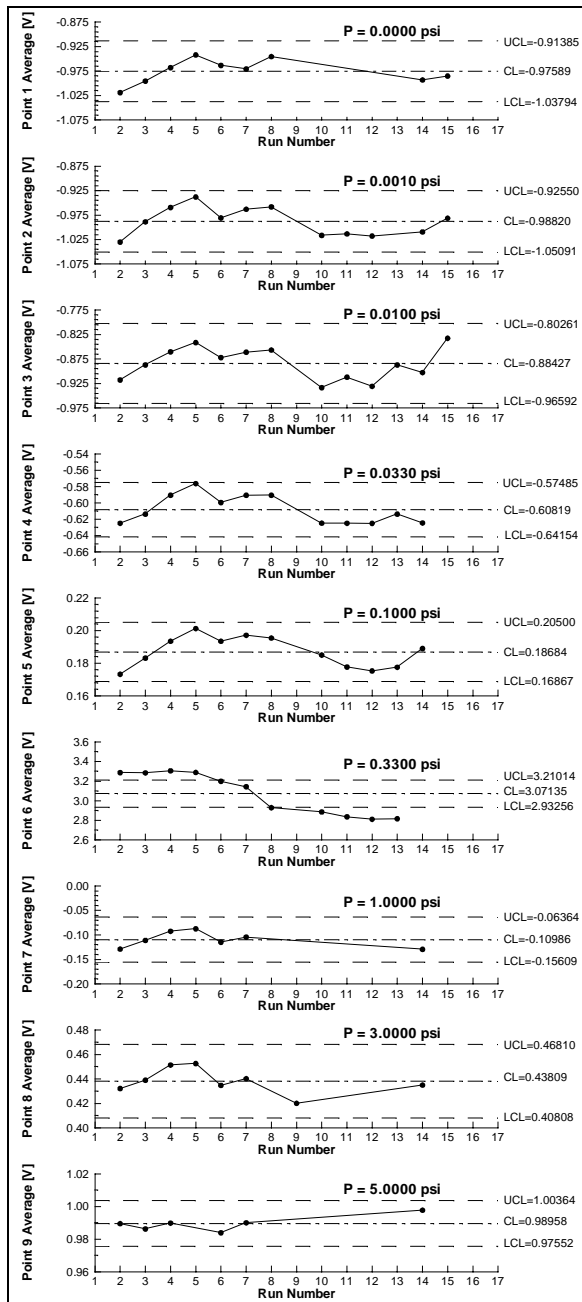 P = 0.0000 psi
Point 1 Average [V]
-0.875
-0.925
-0.975
-1.025
-1.075
UCL=-0.91385
CL=-0.97589
LCL=-1.03794
1 2 3 4 5 6 7 8 9 10 11 12 13 14 15 16 17
Run Number
P = 0.0010 psi
Point 2 Average [V]
-0.875
-0.925
-0.975
-1.025
-1.075
UCL=-0.92550
CL=-0.98820
LCL=-1.05091
1 2 3 4 5 6 7 8 9 10 11 12 13 14 15 16 17
Run Number
P = 0.0100 psi
Point 3 Average [V]
-0.775
-0.825
-0.875
-0.925
-0.975
UCL=-0.80261
CL=-0.88427
LCL=-0.96592
1 2 3 4 5 6 7 8 9 10 11 12 13 14 15 16 17
Run Number
P = 0.0330 psi
Point 4 Average [V]
-0.54
-0.56
-0.58
-0.60
-0.62
-0.64
-0.66
UCL=-0.57485
CL=-0.60819
LCL=-0.64154
1 2 3 4 5 6 7 8 9 10 11 12 13 14 15 16 17
Run Number
P = 0.1000 psi
Point 5 Average [V]
0.22
0.20
0.18
0.16
UCL=0.20500
CL=0.18684
LCL=0.16867
1 2 3 4 5 6 7 8 9 10 11 12 13 14 15 16 17
Run Number
P = 0.3300 psi
Point 6 Average [V]
3.6
3.4
3.2
3.0
2.8
2.6
UCL=3.21014
CL=3.07135
LCL=2.93256
1 2 3 4 5 6 7 8 9 10 11 12 13 14 15 16 17
Run Number
P = 1.0000 psi
Point 7 Average [V]
0.00
-0.05
-0.10
-0.15
-0.20
UCL=-0.06364
CL=-0.10986
LCL=-0.15609
1 2 3 4 5 6 7 8 9 10 11 12 13 14 15 16 17
Run Number
P = 3.0000 psi
Point 8 Average [V]
0.48
0.46
0.44
0.42
0.40
UCL=0.46810
CL=0.43809
LCL=0.40808
1 2 3 4 5 6 7 8 9 10 11 12 13 14 15 16 17
Run Number
P = 5.0000 psi
Point 9 Average [V]
1.02
1.00
0.98
0.96
UCL=1.00364
CL=0.98958
LCL=0.97552
1 2 3 4 5 6 7 8 9 10 11 12 13 14 15 16 17
Run Number